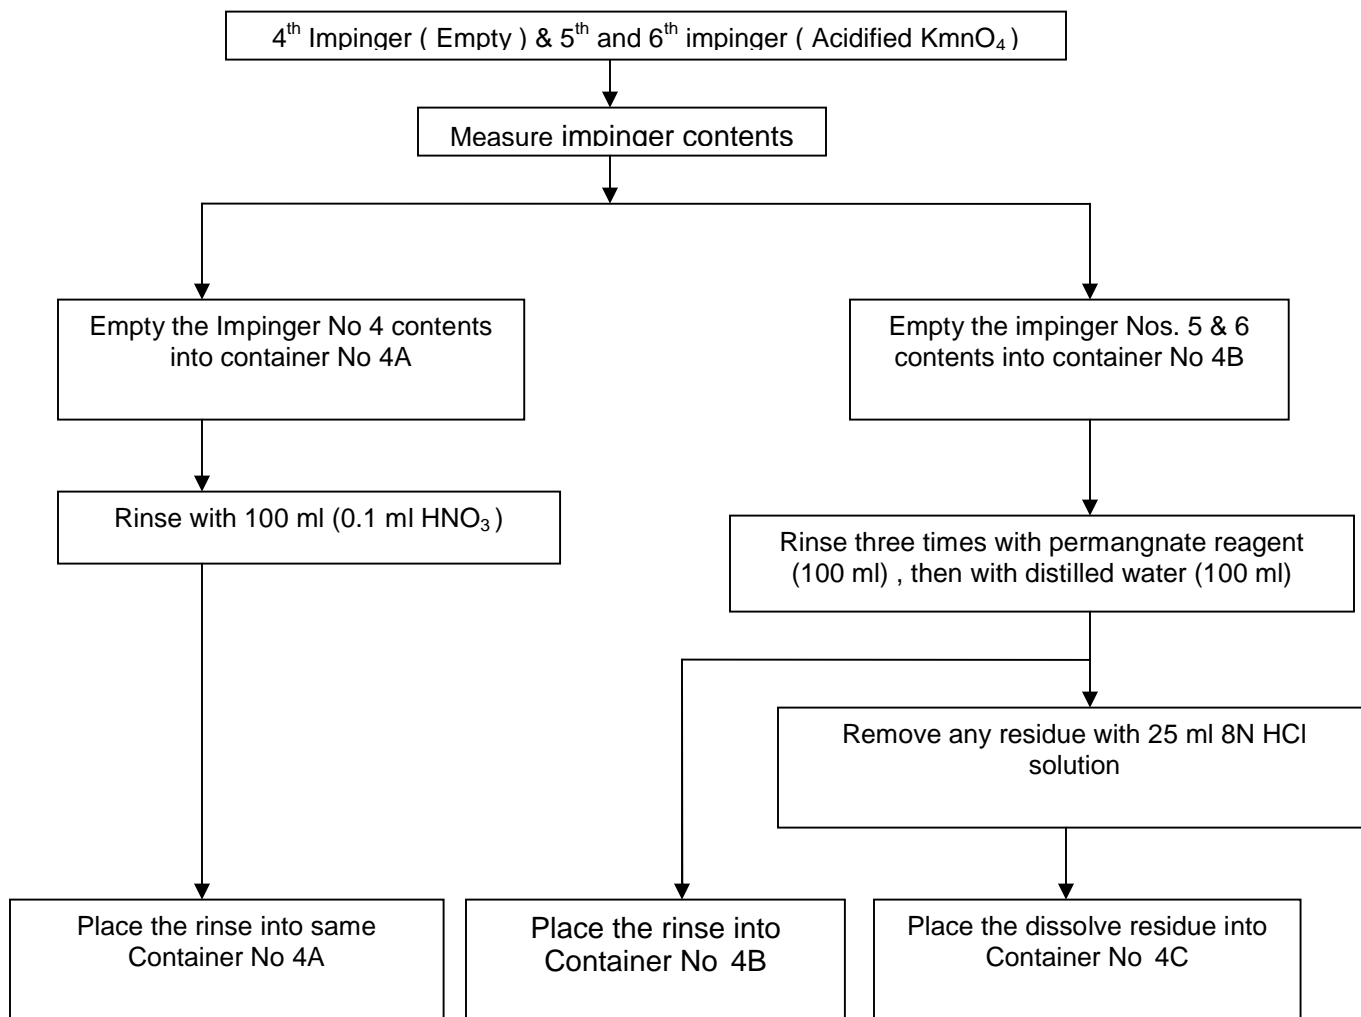 4th Impinger ( Empty ) & 5th and 6th impinger ( Acidified KmnO4 )
Measure impinger contents
Empty the Impinger No 4 contents
into container No 4A
Empty the impinger Nos. 5 & 6
contents into container No 4B
Rinse with 100 ml (0.1 ml HNO3 )
Rinse three times with permangnate reagent
(100 ml) , then with distilled water (100 ml)
Remove any residue with 25 ml 8N HCl
solution
Place the rinse into same
Container No 4A
Place the rinse into
Container No 4B
Place the dissolve residue into
Container No 4C